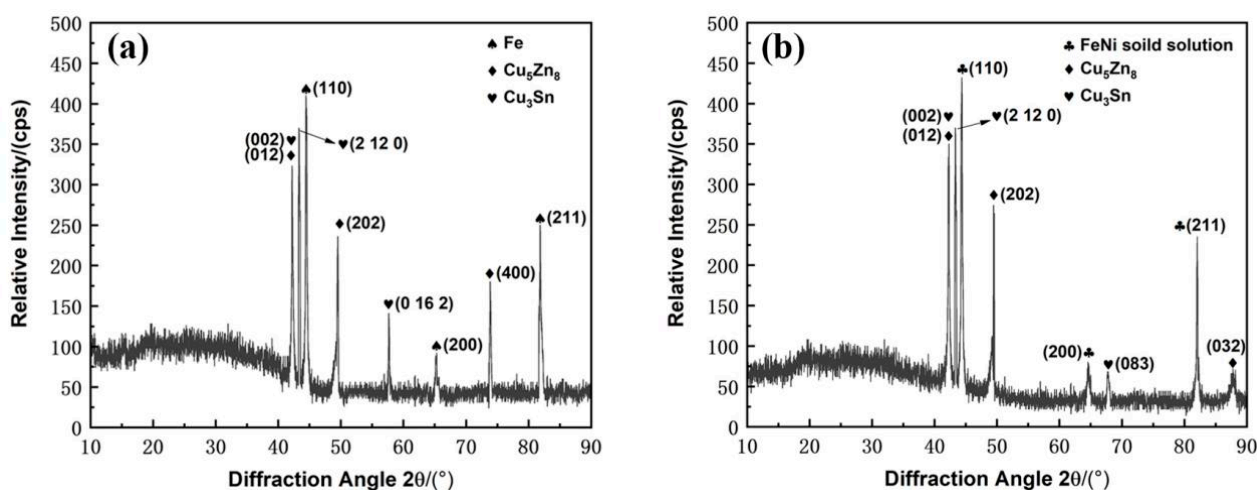 (a)
♠ Fe
♦ Cu₅Zn₈
♥ Cu₃Sn
♠(110)
(002)♥
(012)♦
♥(2 12 0)
♦(202)
♥(0 16 2)
♠(200)
♦(400)
♠(211)
500
450
400
350
300
250
200
150
100
50
0
10 20 30 40 50 60 70 80 90
Relative Intensity/(cps)
Diffraction Angle 2θ/(°)
(b)
♣ FeNi soild solution
♦ Cu₅Zn₈
♥ Cu₃Sn
♣(110)
(002)♥
(012)♦
♥(2 12 0)
♦(202)
(200)♣
♥(083)
♣(211)
(032)
♦
500
450
400
350
300
250
200
150
100
50
0
10 20 30 40 50 60 70 80 90
Relative Intensity/(cps)
Diffraction Angle 2θ/(°)